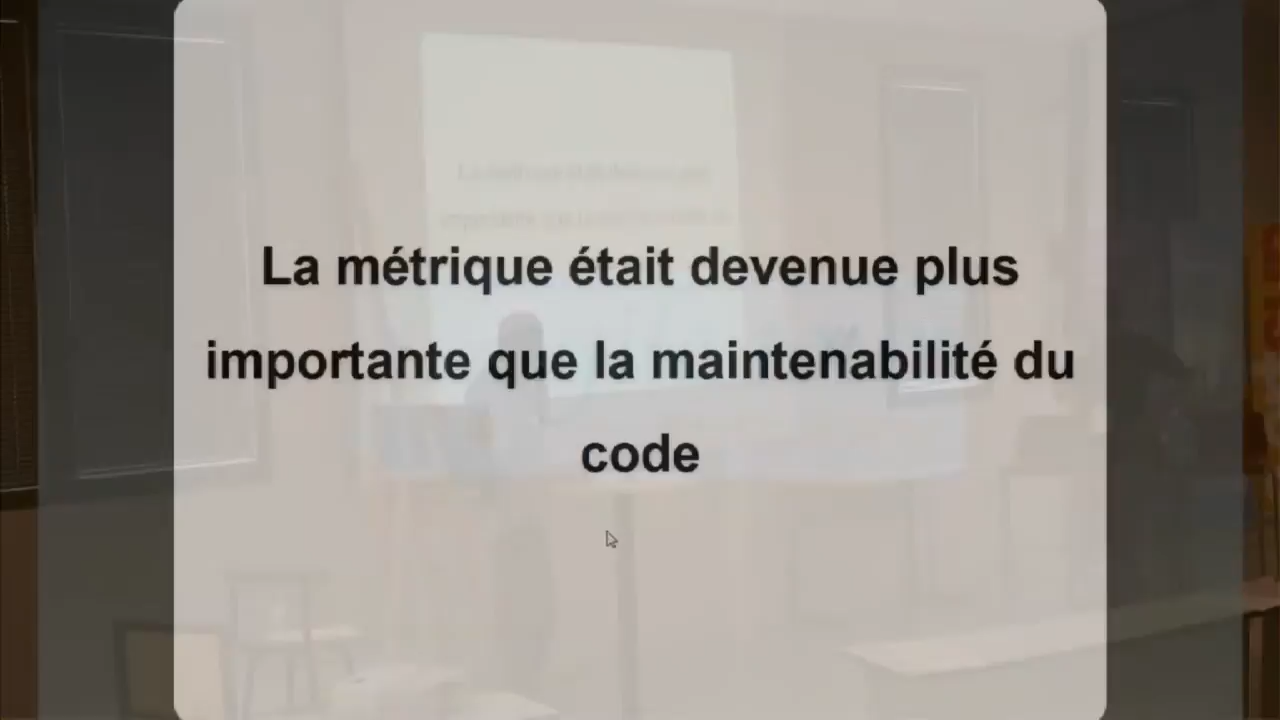 La métrique était devenue plus
importante que la maintenabilité du
code